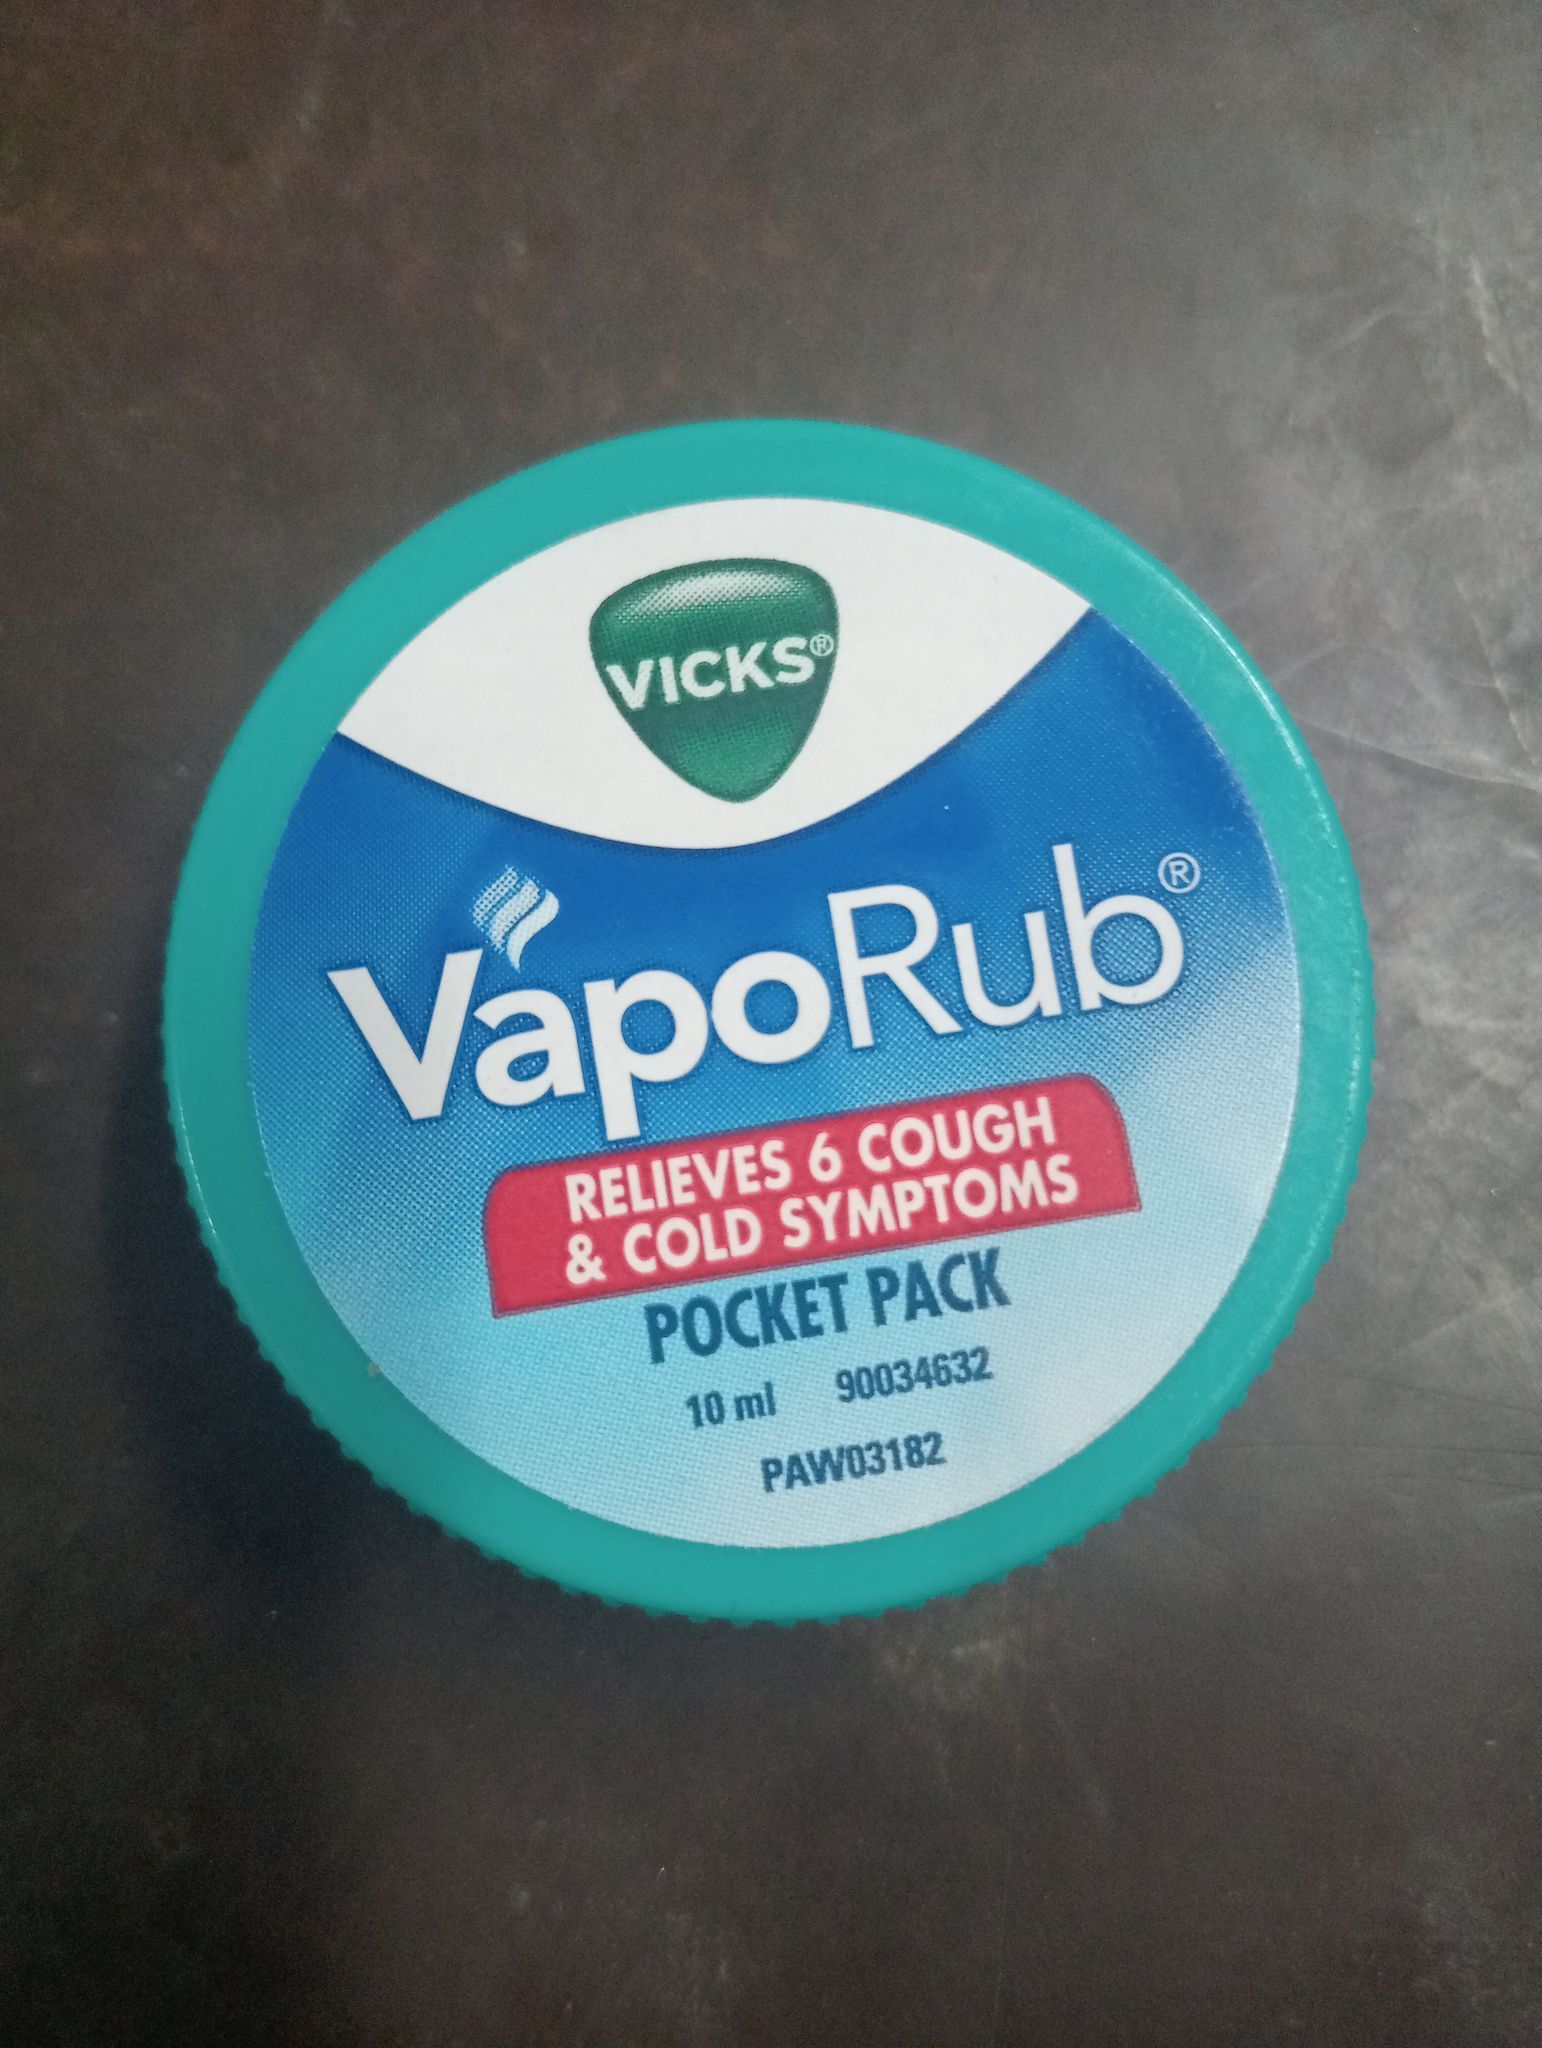 VICKS®
VapoRub®
RELIEVES 6 COUGH
& COLD SYMPTOMS
POCKET PACK
10 ml 90034632
PAW03182